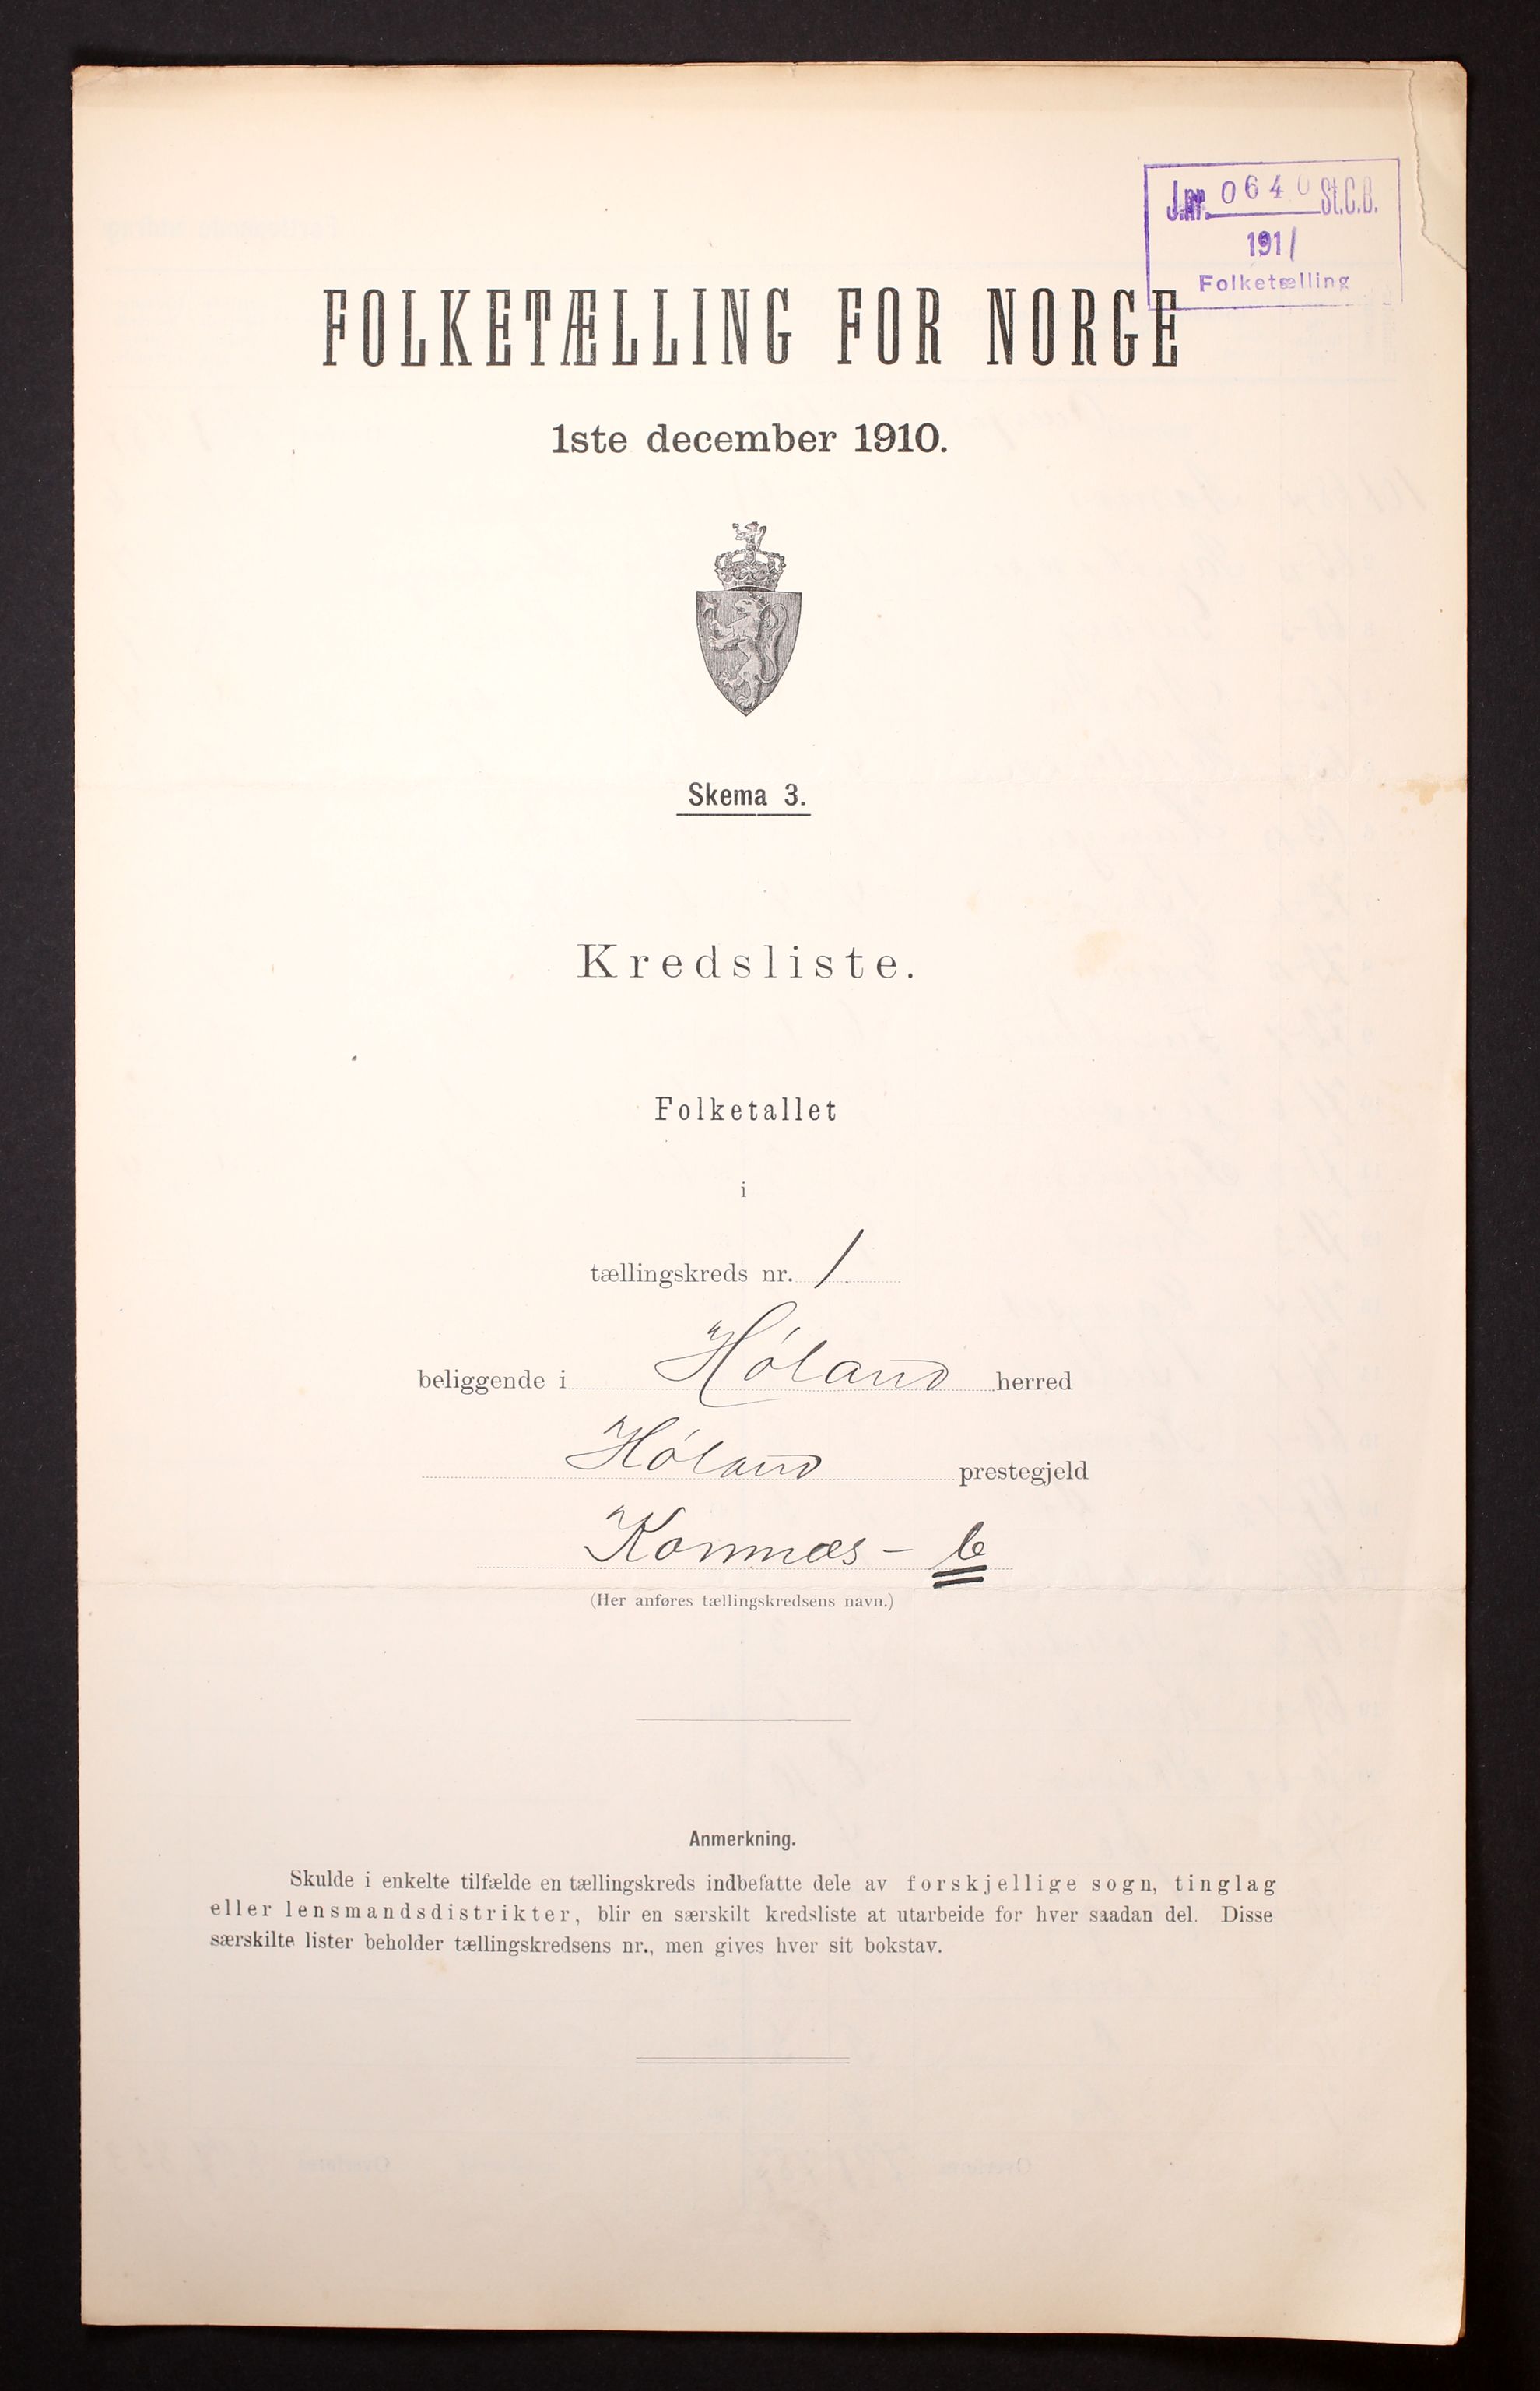 J.nr. 0640 St.C.B.
1911
Folketælling
FOLKETÆLLING FOR NORGE
1ste december 1910.
Skema 3.
Kredsliste.
Folketallet
i
tællingskreds nr. 1.
beliggende i Høland herred
Høland prestegjeld
Konnæs - b
(Her anføres tællingskredsens navn.)
Anmerkning.
Skulde i enkelte tilfælde en tællingskreds indbefatte dele av forskjellige sogn, tinglag
eller lensmandsdistrikter, blir en særskilt kredsliste at utarbeide for hver saadan del. Disse
særskilte lister beholder tællingskredsens nr., men gives hver sit bokstav.